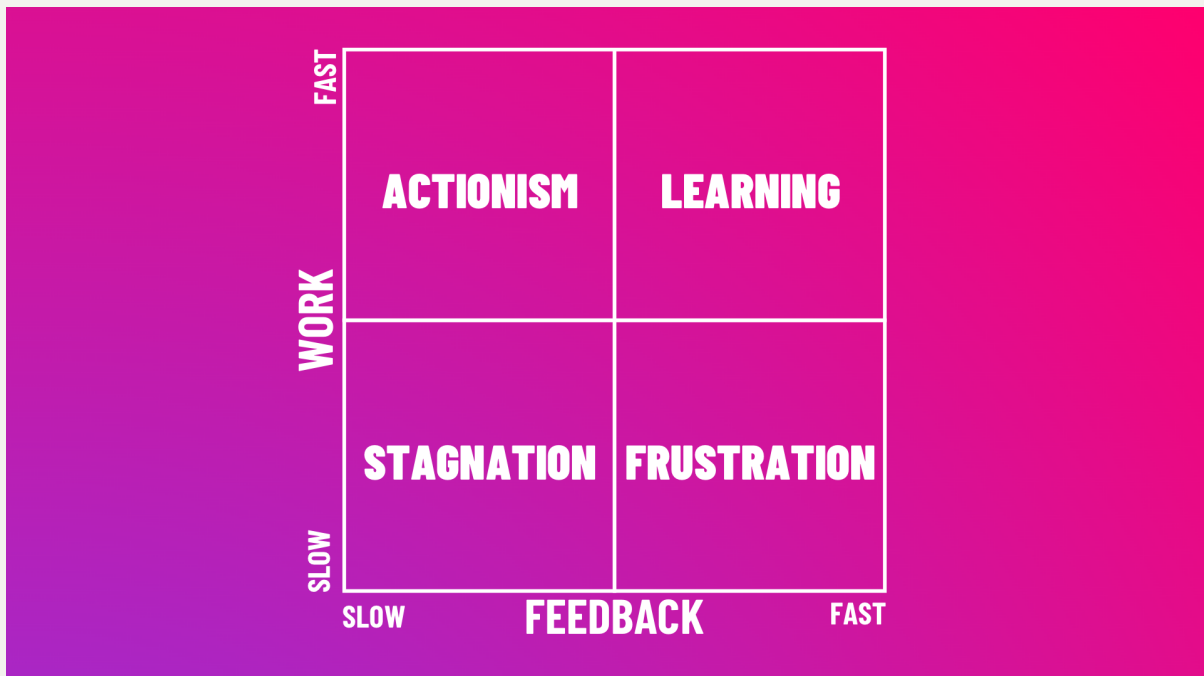 FAST
ACTIONISM
LEARNING
WORK
STAGNATION
FRUSTRATION
SLOW
SLOW
FEEDBACK
FAST